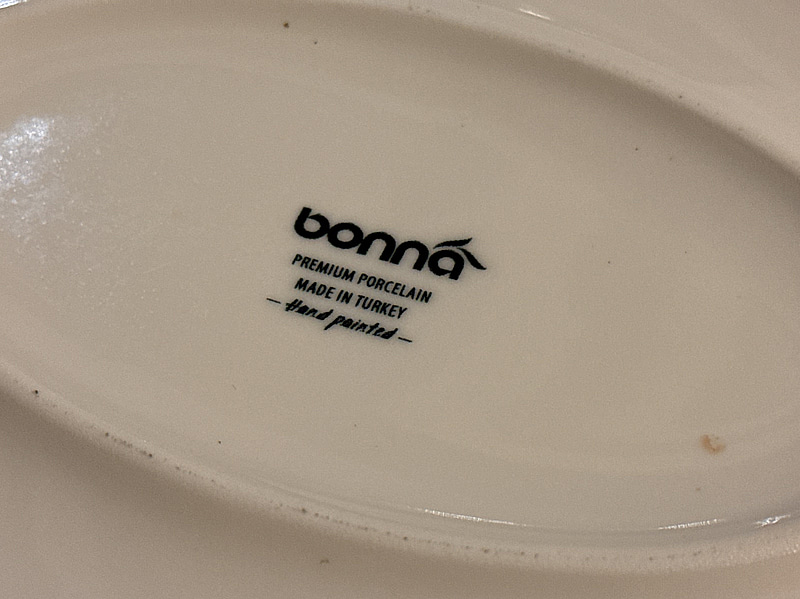 bonna
PREMIUM PORCELAIN
MADE IN TURKEY
— Hand painted —